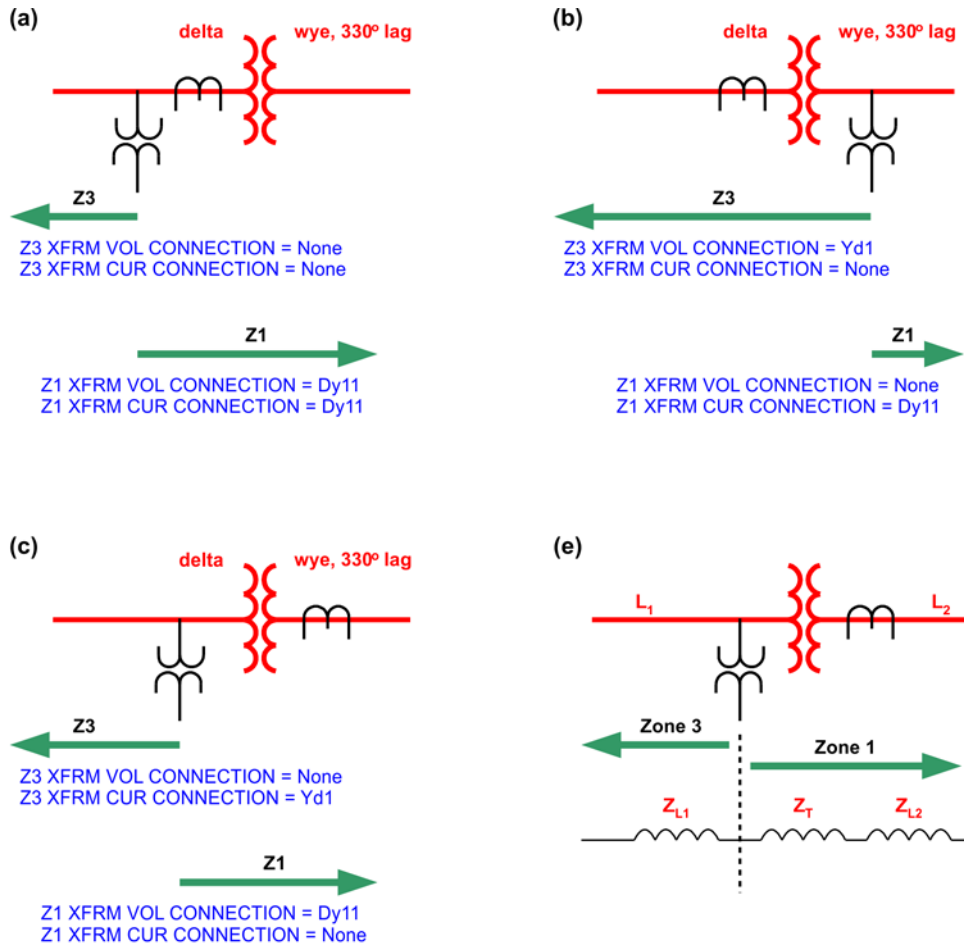 (a)
delta
wye, 330º lag
Z3
Z3 XFRM VOL CONNECTION = None
Z3 XFRM CUR CONNECTION = None
Z1
Z1 XFRM VOL CONNECTION = Dy11
Z1 XFRM CUR CONNECTION = Dy11
(b)
delta
wye, 330º lag
Z3
Z3 XFRM VOL CONNECTION = Yd1
Z3 XFRM CUR CONNECTION = None
Z1
Z1 XFRM VOL CONNECTION = None
Z1 XFRM CUR CONNECTION = Dy11
(c)
delta
wye, 330º lag
Z3
Z3 XFRM VOL CONNECTION = None
Z3 XFRM CUR CONNECTION = Yd1
Z1
Z1 XFRM VOL CONNECTION = Dy11
Z1 XFRM CUR CONNECTION = None
(e)
L1
L2
Zone 3
Zone 1
ZL1
ZT
ZL2